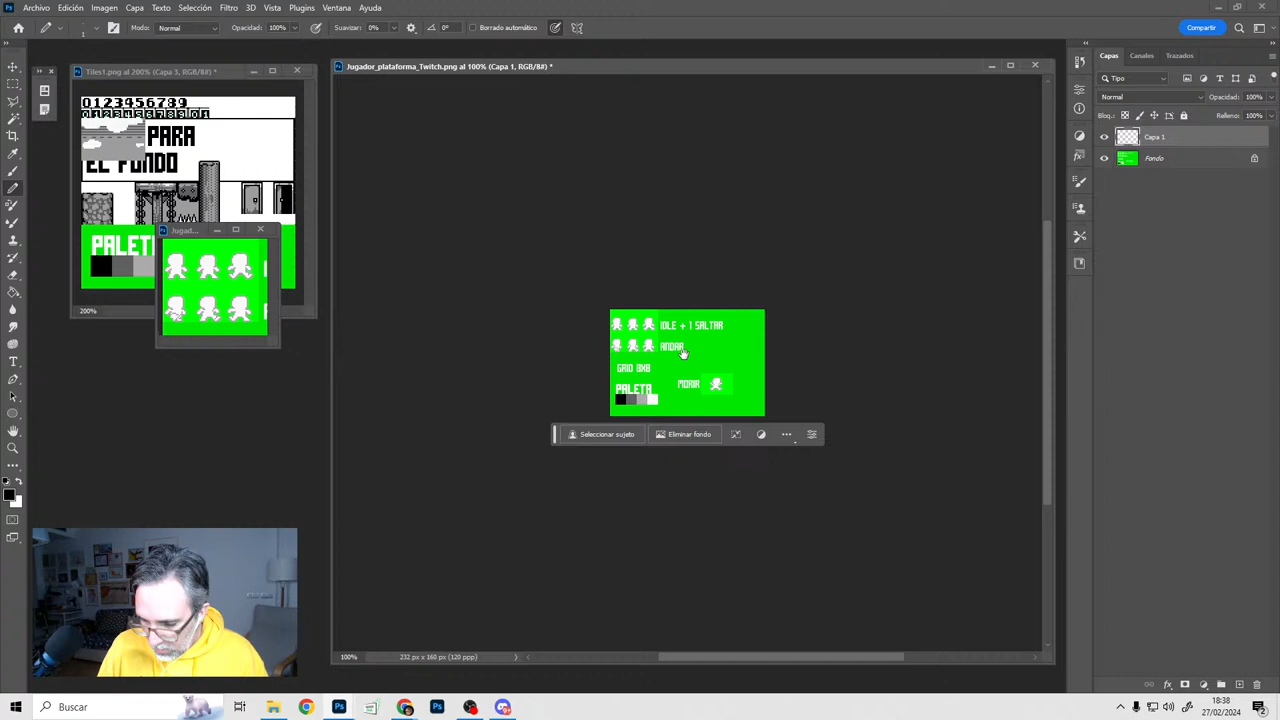 Archivo Edición Imagen Capa Texto Selección Filtro 3D Vista Plugins Ventana Ayuda
Modo: Normal Opacidad: 100% Suavizar: 0% 0° Borrado automático Compartir
Tiles1.png al 200% (Capa 3, RGB/8#) *
Jugador_plataforma_Twitch.png al 100% (Capa 1, RGB/8#) *
Capas Canales Trazados
Tipo
Normal Opacidad: 100%
Bloq.: Relleno: 100%
Capa 1
Fondo
0123456789
PARA
EL FONDO
PALET
Jugad...
200%
IDLE + 1 SALTAR
ANDAR
GRID 8X8
PALETA
MORIR
Seleccionar sujeto Eliminar fondo
100% 232 px x 160 px (120 ppp)
Buscar
18:38
27/02/2024